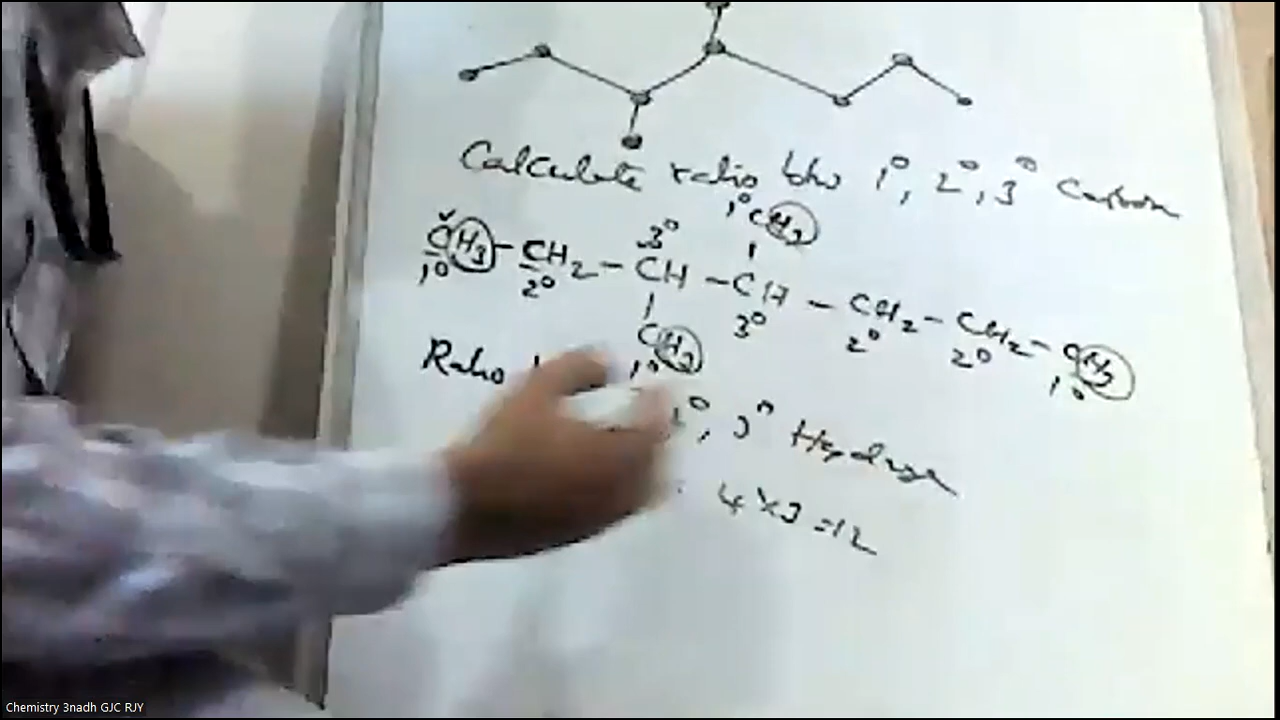 Calculate ratio b/w 1°, 2°, 3° Carbon
1° CH3
3°
CH3 - CH2 - CH - CH - CH2 - CH2 - CH3
1° 2° 3° 2° 2° 1°
CH3
1°
Ratio
, 3° Hydrogen
4 × 3 = 12
Chemistry 3nadh GJC RJY